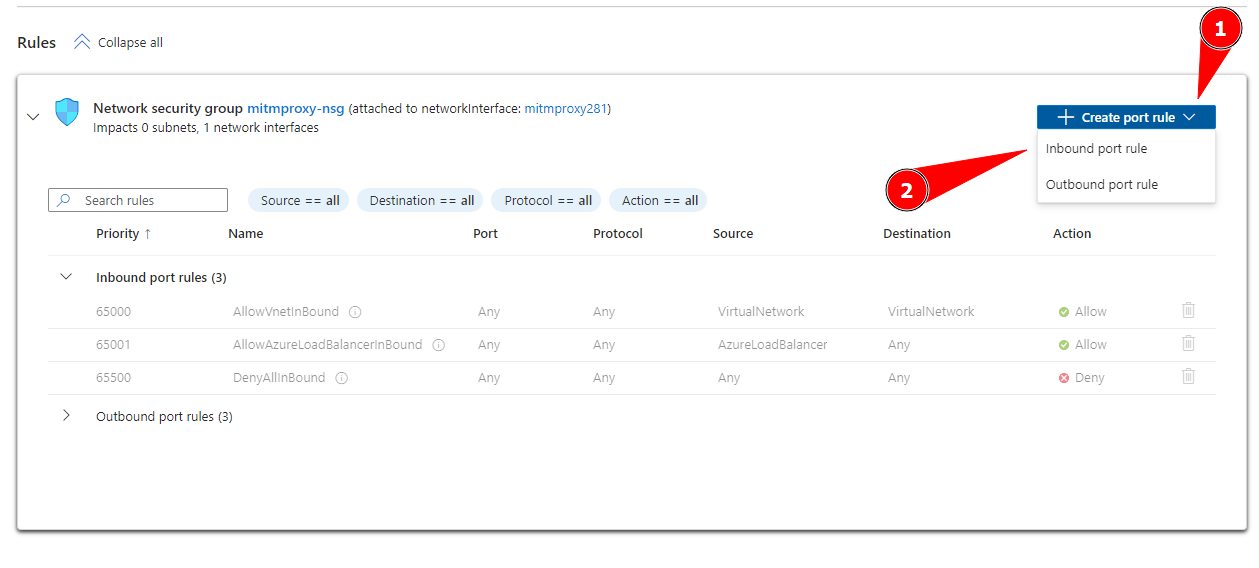 1
Rules Collapse all
Network security group mitmproxy-nsg (attached to networkInterface: mitmproxy281)
Impacts 0 subnets, 1 network interfaces
Create port rule
Inbound port rule
2
Outbound port rule
Search rules Source == all Destination == all Protocol == all Action == all
Priority ↑ Name Port Protocol Source Destination Action
Inbound port rules (3)
65000 AllowVnetInBound Any Any VirtualNetwork VirtualNetwork Allow
65001 AllowAzureLoadBalancerInBound Any Any AzureLoadBalancer Any Allow
65500 DenyAllInBound Any Any Any Any Deny
Outbound port rules (3)